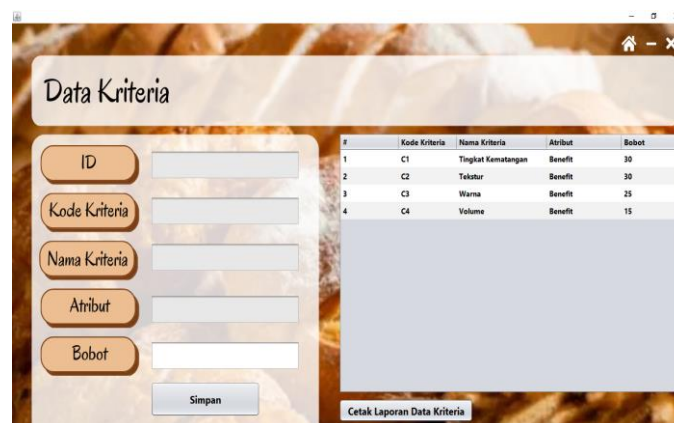 Data Kriteria
ID
Kode Kriteria
Nama Kriteria
Atribut
Bobot
Simpan
# Kode Kriteria Nama Kriteria Atribut Bobot
1 C1 Tingkat Kematangan Benefit 30
2 C2 Tekstur Benefit 30
3 C3 Warna Benefit 25
4 C4 Volume Benefit 15
Cetak Laporan Data Kriteria